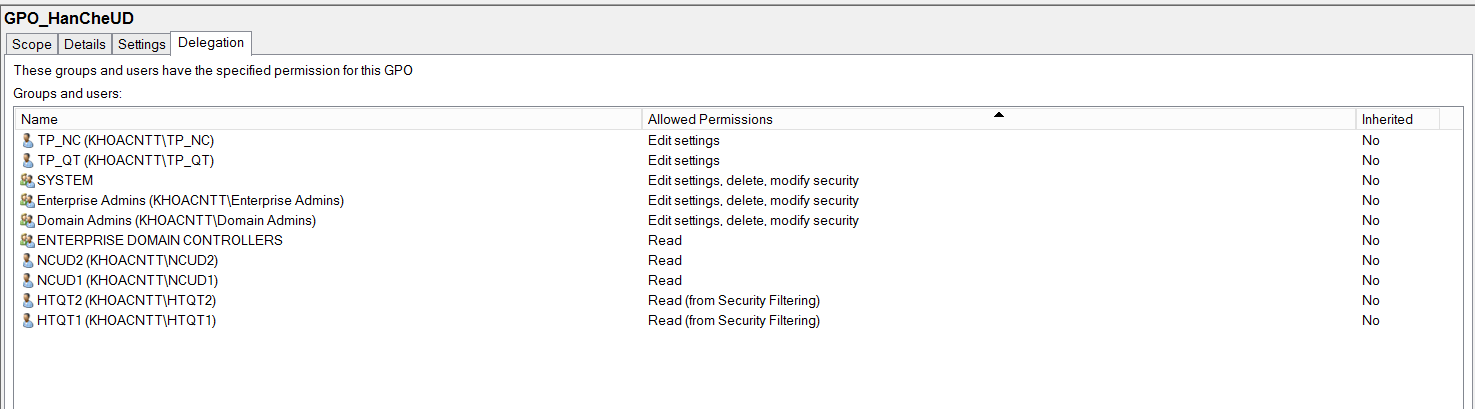 GPO_HanCheUD
Scope Details Settings Delegation
These groups and users have the specified permission for this GPO
Groups and users:
Name Allowed Permissions Inherited
TP_NC (KHOACNTT\TP_NC) Edit settings No
TP_QT (KHOACNTT\TP_QT) Edit settings No
SYSTEM Edit settings, delete, modify security No
Enterprise Admins (KHOACNTT\Enterprise Admins) Edit settings, delete, modify security No
Domain Admins (KHOACNTT\Domain Admins) Edit settings, delete, modify security No
ENTERPRISE DOMAIN CONTROLLERS Read No
NCUD2 (KHOACNTT\NCUD2) Read No
NCUD1 (KHOACNTT\NCUD1) Read No
HTQT2 (KHOACNTT\HTQT2) Read (from Security Filtering) No
HTQT1 (KHOACNTT\HTQT1) Read (from Security Filtering) No